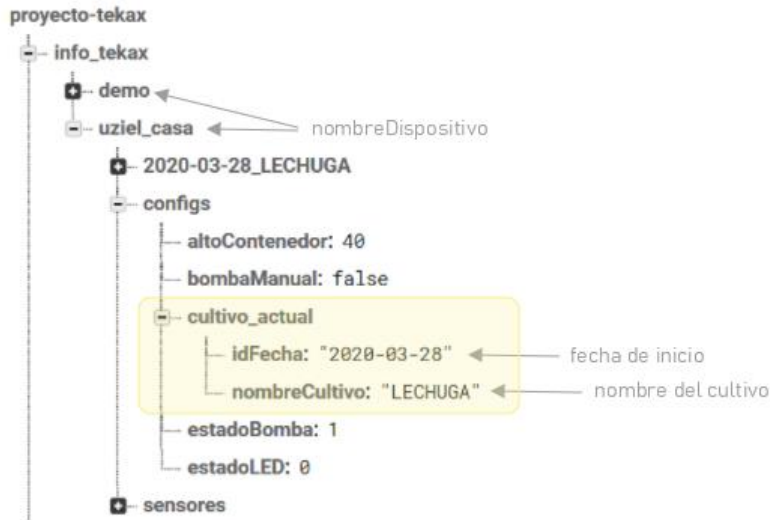 proyecto-tekax
info_tekax
demo
uziel_casa
nombreDispositivo
2020-03-28_LECHUGA
configs
altoContenedor: 40
bombaManual: false
cultivo_actual
idFecha: "2020-03-28"
fecha de inicio
nombreCultivo: "LECHUGA"
nombre del cultivo
estadoBomba: 1
estadoLED: 0
sensores